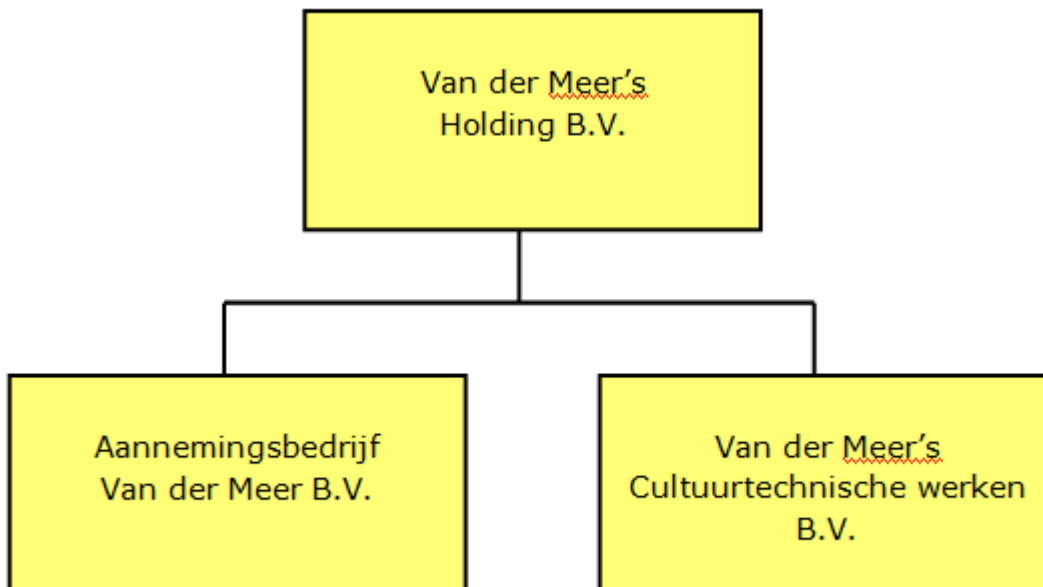 Van der Meer’s
Holding B.V.
Aannemingsbedrijf
Van der Meer B.V.
Van der Meer’s
Cultuurtechnische werken
B.V.